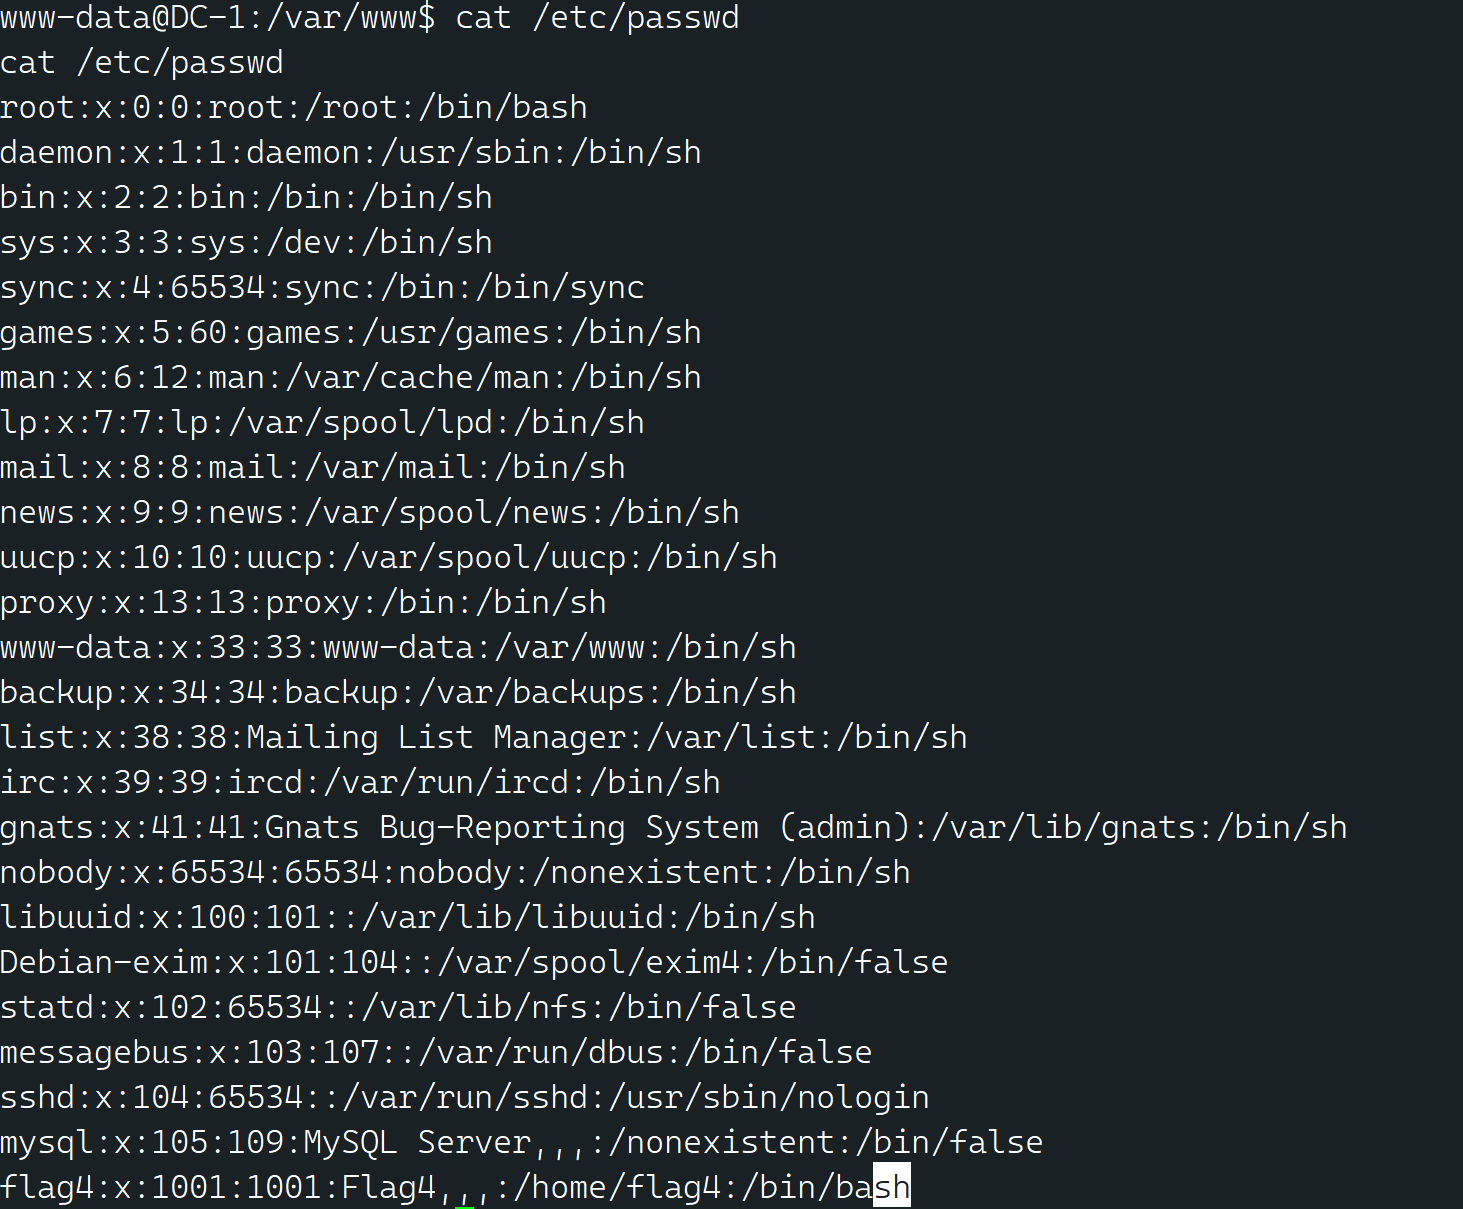 www-data@DC-1:/var/www$ cat /etc/passwd
cat /etc/passwd
root:x:0:0:root:/root:/bin/bash
daemon:x:1:1:daemon:/usr/sbin:/bin/sh
bin:x:2:2:bin:/bin:/bin/sh
sys:x:3:3:sys:/dev:/bin/sh
sync:x:4:65534:sync:/bin:/bin/sync
games:x:5:60:games:/usr/games:/bin/sh
man:x:6:12:man:/var/cache/man:/bin/sh
lp:x:7:7:lp:/var/spool/lpd:/bin/sh
mail:x:8:8:mail:/var/mail:/bin/sh
news:x:9:9:news:/var/spool/news:/bin/sh
uucp:x:10:10:uucp:/var/spool/uucp:/bin/sh
proxy:x:13:13:proxy:/bin:/bin/sh
www-data:x:33:33:www-data:/var/www:/bin/sh
backup:x:34:34:backup:/var/backups:/bin/sh
list:x:38:38:Mailing List Manager:/var/list:/bin/sh
irc:x:39:39:ircd:/var/run/ircd:/bin/sh
gnats:x:41:41:Gnats Bug-Reporting System (admin):/var/lib/gnats:/bin/sh
nobody:x:65534:65534:nobody:/nonexistent:/bin/sh
libuuid:x:100:101::/var/lib/libuuid:/bin/sh
Debian-exim:x:101:104::/var/spool/exim4:/bin/false
statd:x:102:65534::/var/lib/nfs:/bin/false
messagebus:x:103:107::/var/run/dbus:/bin/false
sshd:x:104:65534::/var/run/sshd:/usr/sbin/nologin
mysql:x:105:109:MySQL Server,,,:/nonexistent:/bin/false
flag4:x:1001:1001:Flag4,,,:/home/flag4:/bin/bash